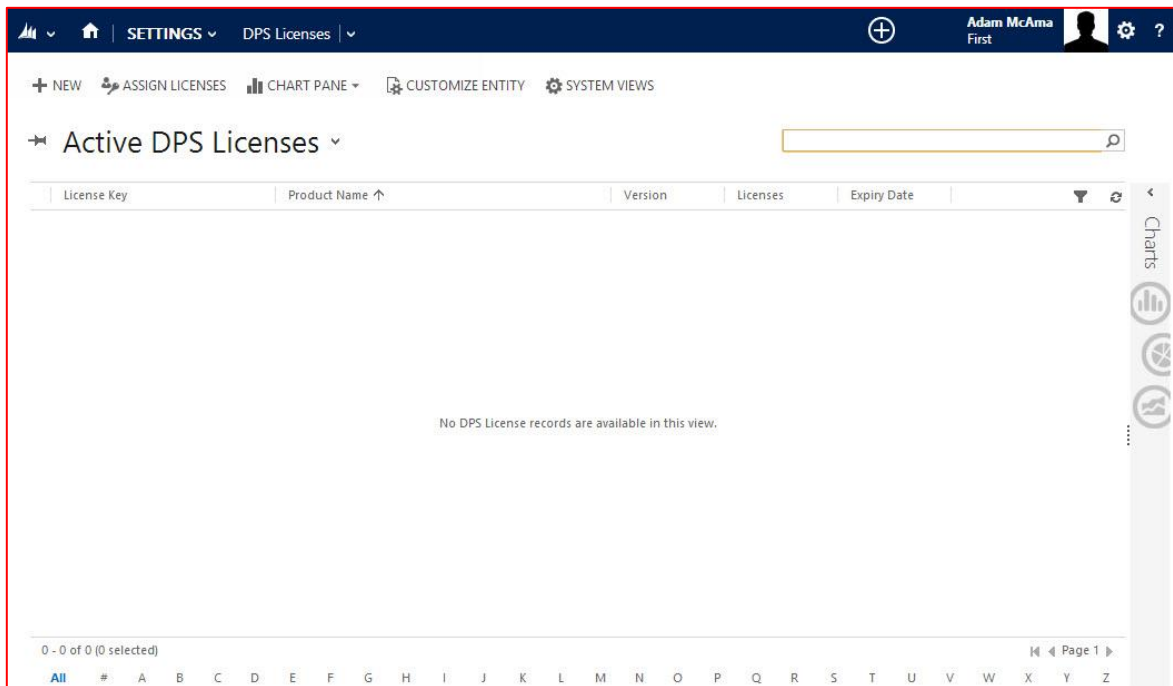 SETTINGS DPS Licenses Adam McAma
First ?
NEW ASSIGN LICENSES CHART PANE CUSTOMIZE ENTITY SYSTEM VIEWS
Active DPS Licenses
License Key Product Name Version Licenses Expiry Date
Charts
No DPS License records are available in this view.
0 - 0 of 0 (0 selected) Page 1
All # A B C D E F G H I J K L M N O P Q R S T U V W X Y Z